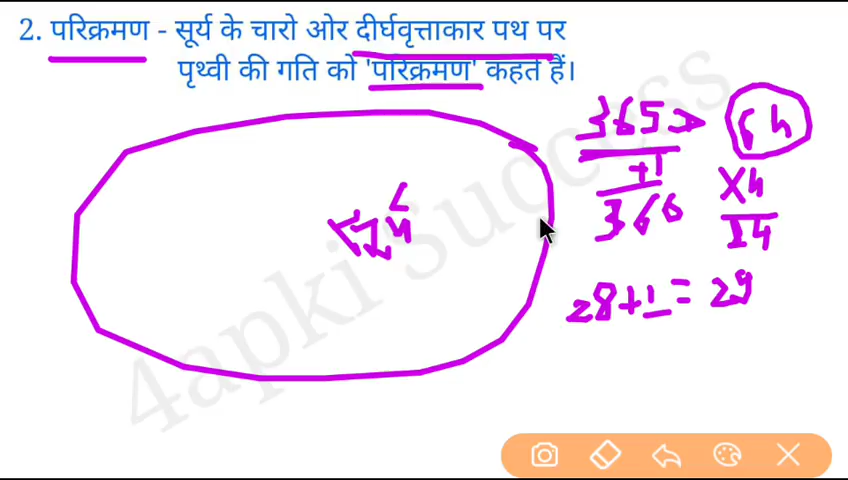 2. परिक्रमण - सूर्य के चारो ओर दीर्घवृत्ताकार पथ पर
पृथ्वी की गति को 'परिक्रमण' कहते हैं।
365 > 6h
+1 X4
366 24
सूर्य
28+1=29
4apki Success